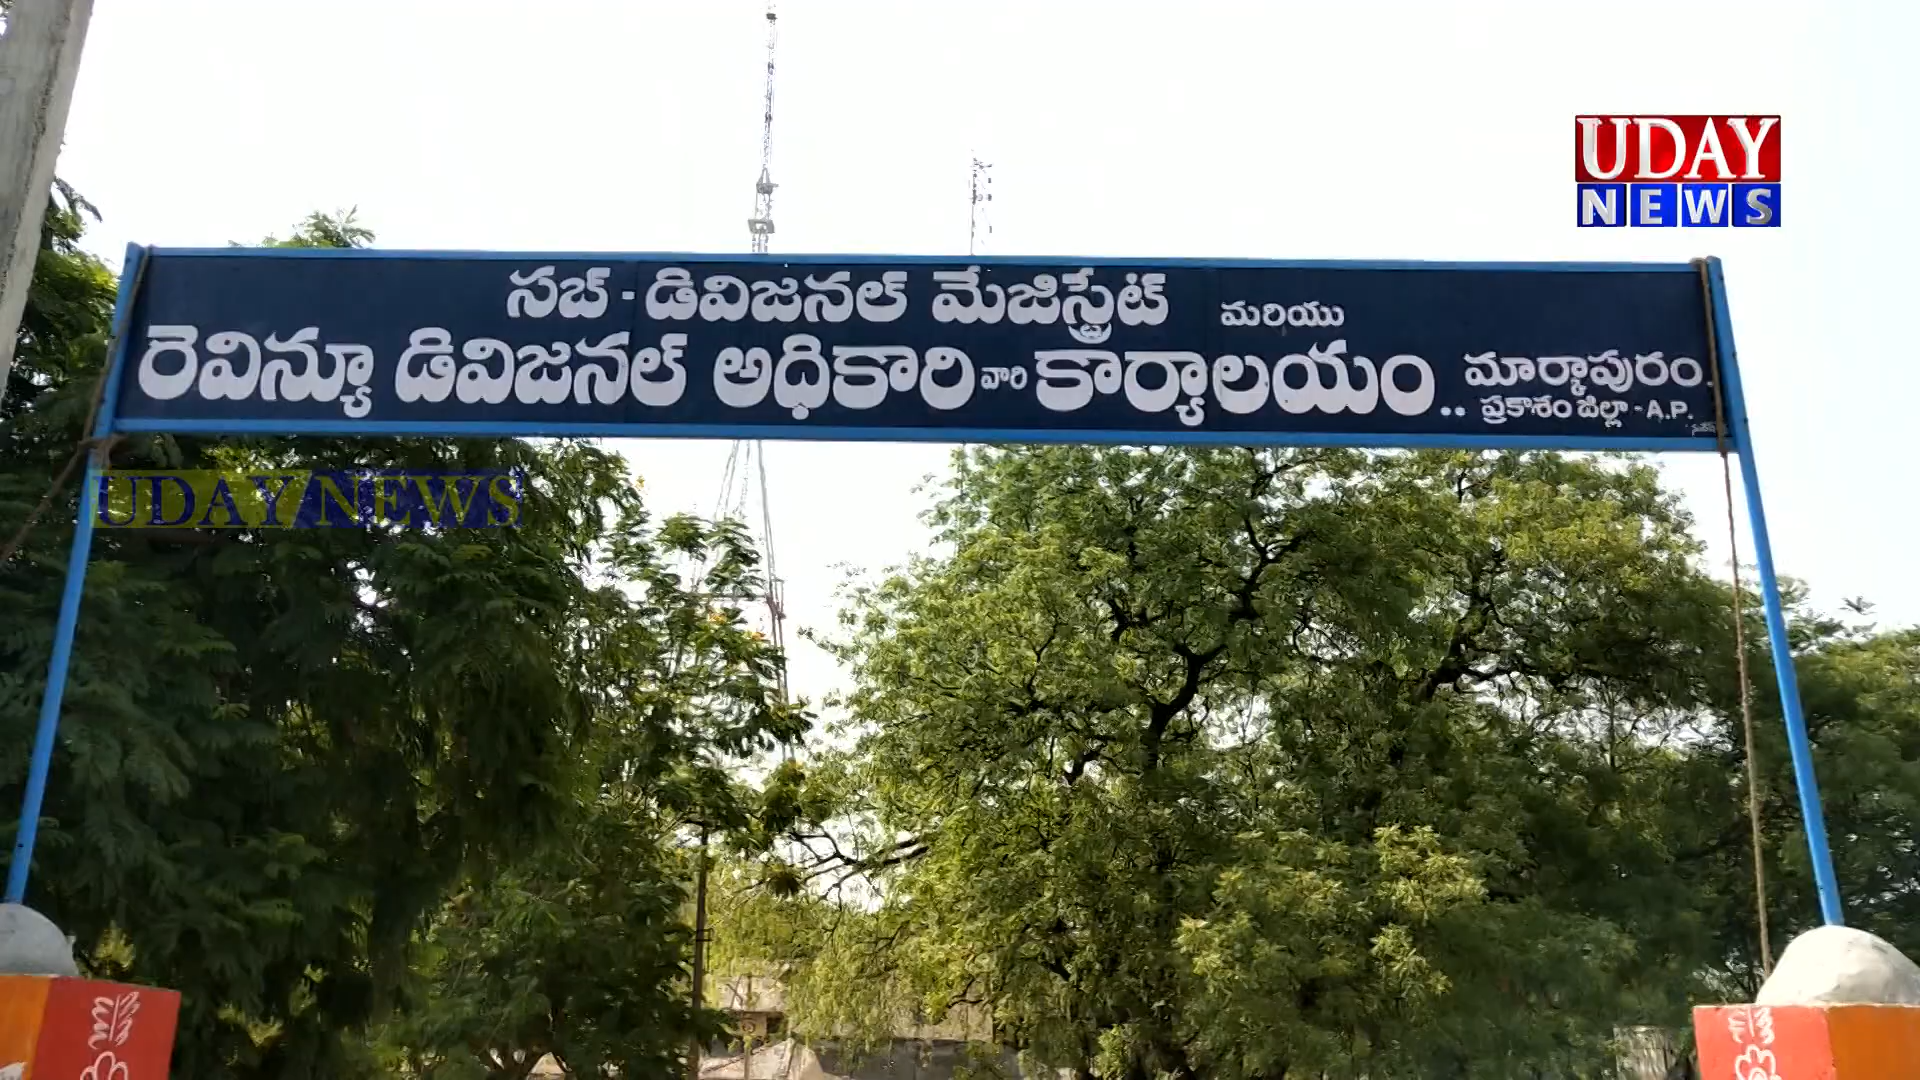 UDAY
NEWS
సబ్ - డివిజనల్ మేజిస్ట్రేట్ మరియు
రెవిన్యూ డివిజనల్ అధికారి వారి కార్యాలయం.. మార్కాపురం.
ప్రకాశం జిల్లా - A.P.
UDAY NEWS